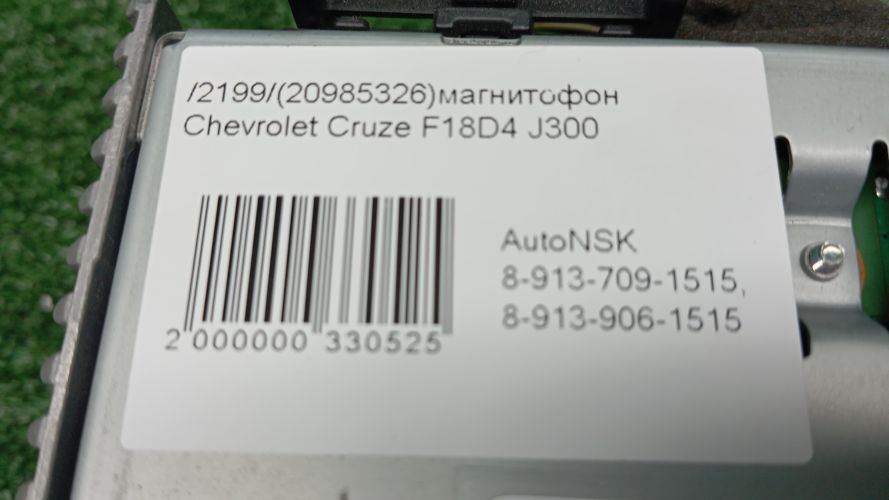 /2199/(20985326)магнитофон
Chevrolet Cruze F18D4 J300
AutoNSK
8-913-709-1515,
8-913-906-1515
2 000000 330525